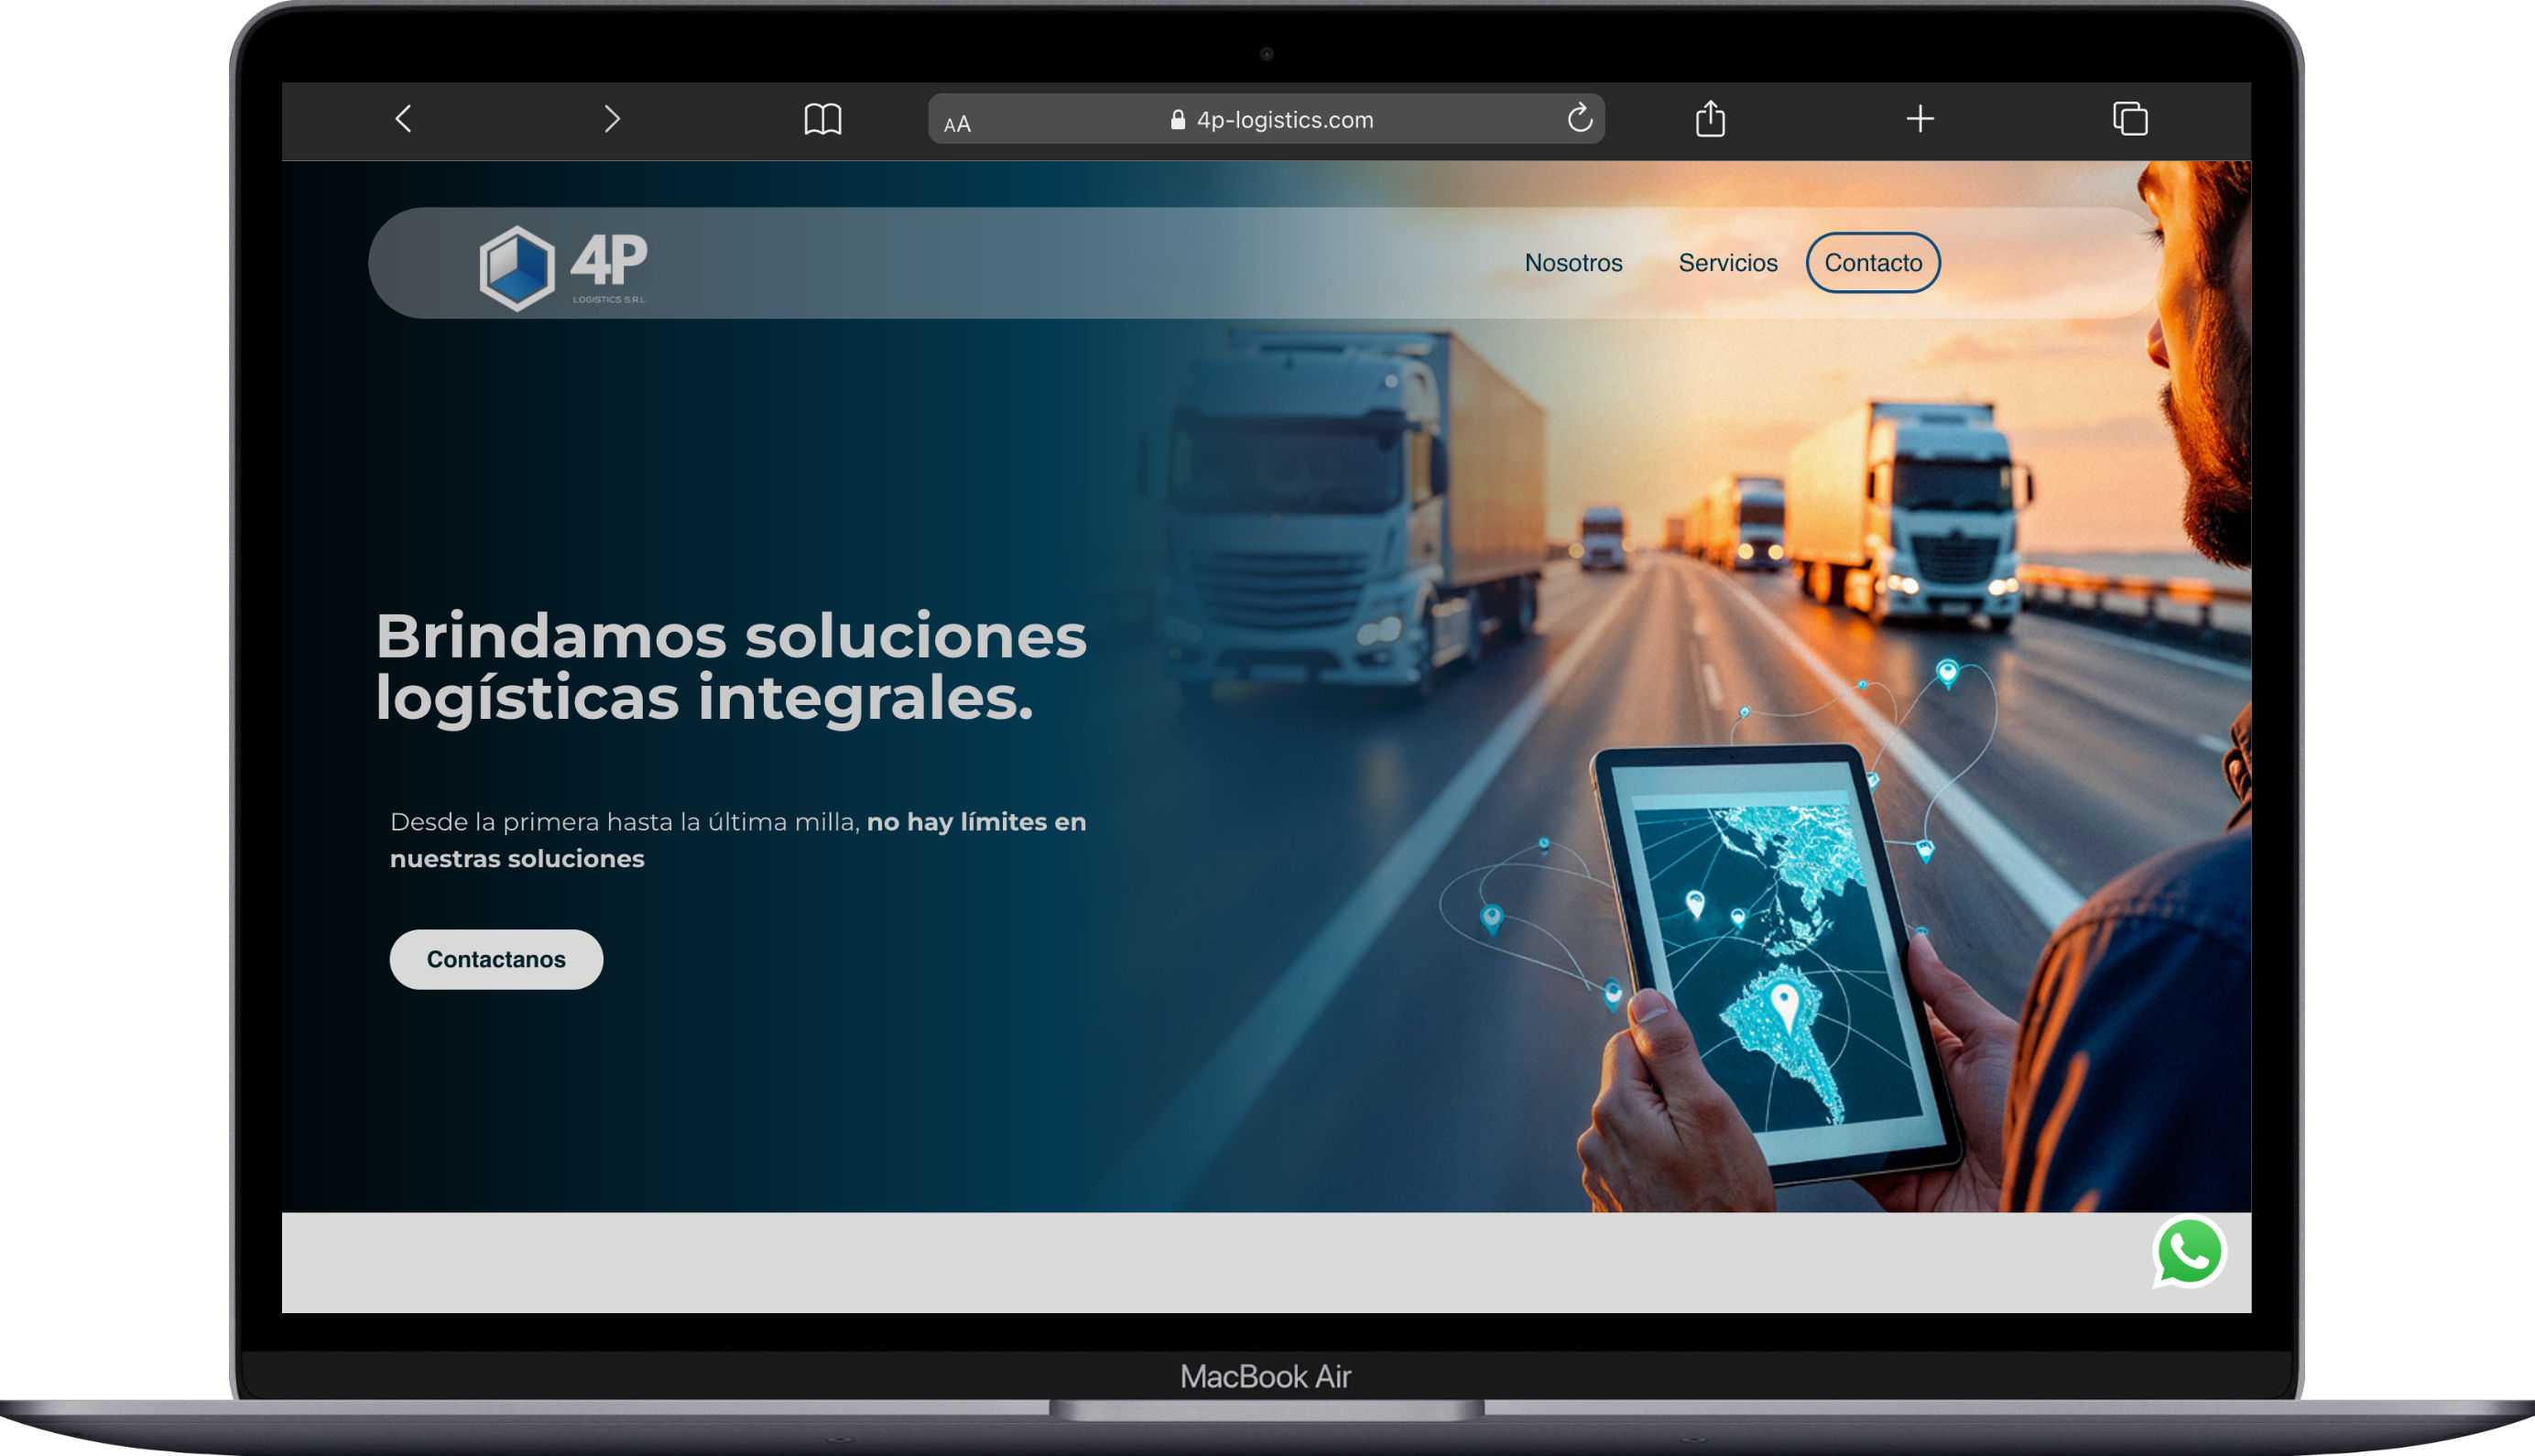 AA
4p-logistics.com
4P
LOGISTICS S.R.L.
Nosotros
Servicios
Contacto
Brindamos soluciones
logísticas integrales.
Desde la primera hasta la última milla, no hay límites en
nuestras soluciones
Contactanos
MacBook Air